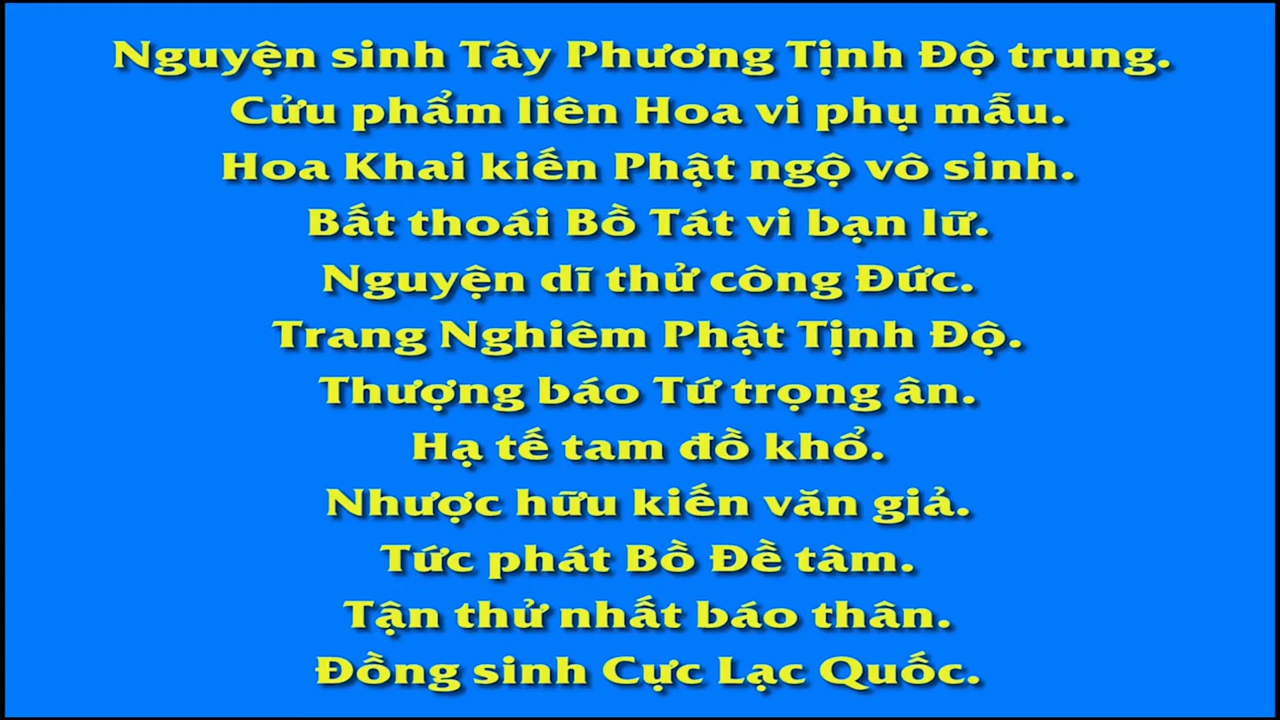 Nguyện sinh Tây Phương Tịnh Độ trung.
Cửu phẩm liên Hoa vi phụ mẫu.
Hoa Khai kiến Phật ngộ vô sinh.
Bất thoái Bồ Tát vi bạn lữ.
Nguyện dĩ thử công Đức.
Trang Nghiêm Phật Tịnh Độ.
Thượng báo Tứ trọng ân.
Hạ tế tam đồ khổ.
Nhược hữu kiến văn giả.
Tức phát Bồ Đề tâm.
Tận thử nhất báo thân.
Đồng sinh Cực Lạc Quốc.